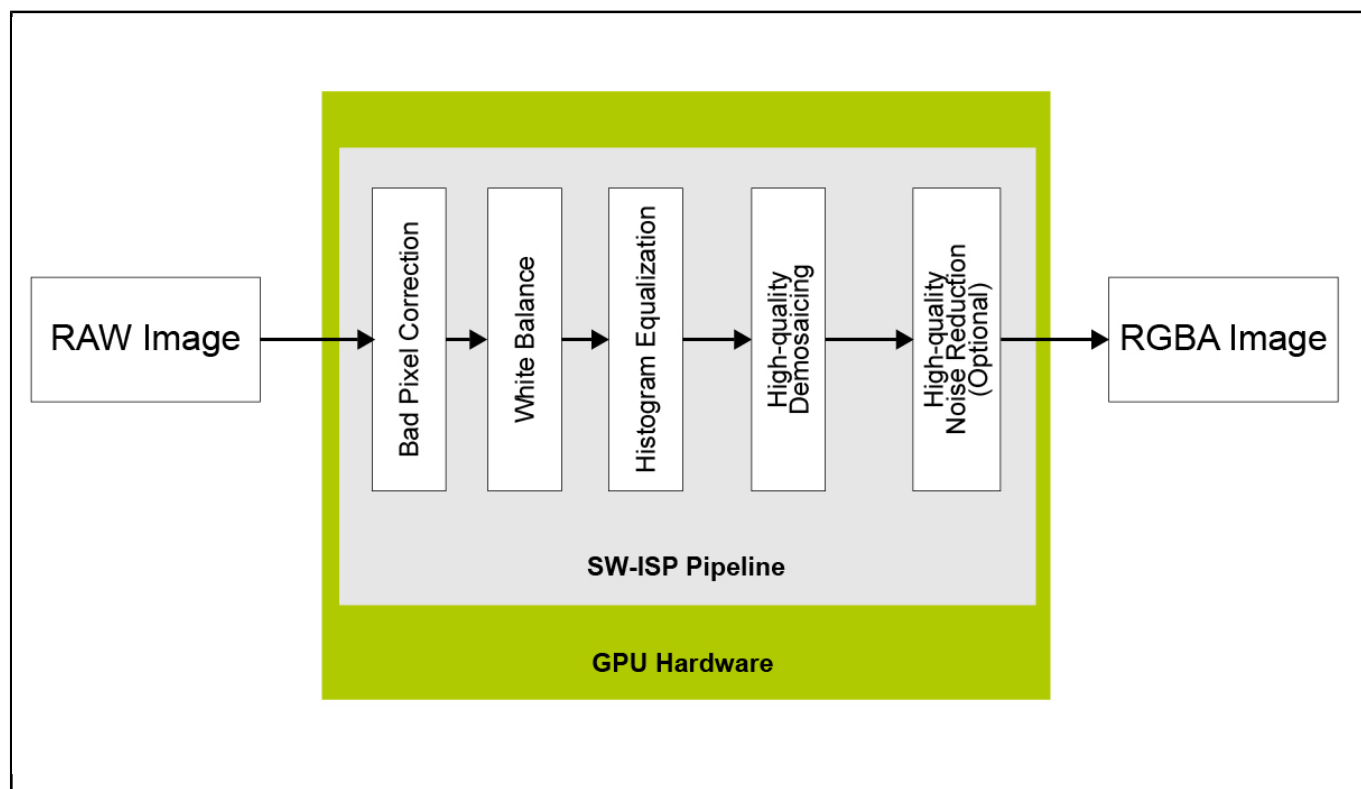 RAW Image
Bad Pixel Correction
White Balance
Histogram Equalization
High-quality
Demosaicing
High-quality
Noise Reduction
(Optional)
RGBA Image
SW-ISP Pipeline
GPU Hardware